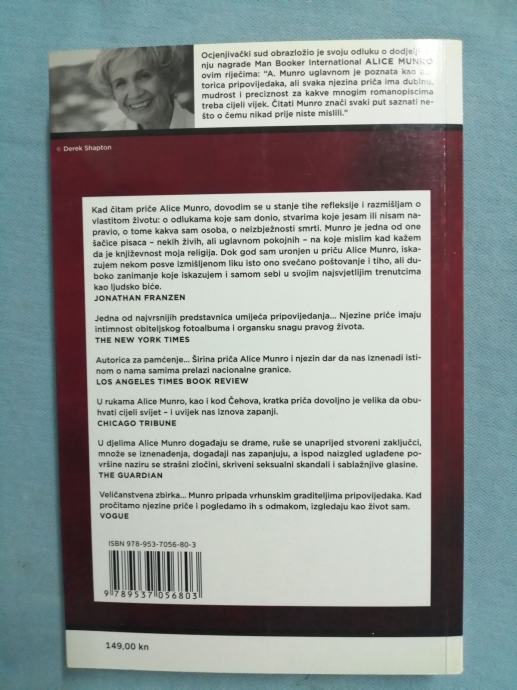 Ocjenjivački sud obrazložio je svoju odluku o
nju nagrade Man Booker International ALICE MUNRO
ovim riječima: "A. Munro uglavnom je poznata kao
torica pripovijedaka, ali svaka njezina priča ima dubinu,
mudrost i preciznost za kakve mnogim romanopiscima
treba cijeli vijek. Čitati Munro znači svaki put saznati ne-
što o čemu nikad prije niste mislili."
© Derek Shapton
Kad čitam priče Alice Munro, dovodim se u stanje tihe refleksije i razmišljam o
vlastitom životu: o odlukama koje sam donio, stvarima koje jesam ili nisam na-
pravio, o tome kakva sam osoba, o neizbježnosti smrti. Munro je jedna od one
šačice pisaca – nekih živih, ali uglavnom pokojnih – na koje mislim kad kažem
da je književnost moja religija. Dok god sam uronjen u priču Alice Munro, iska-
zujem nekom posve izmišljenom liku isto ono svečano poštovanje i tiho, ali du-
boko zanimanje koje iskazujem i samom sebi u svojim najsvjetlijim trenutcima
kao ljudsko biće.
JONATHAN FRANZEN
Jedna od najvrsnijih predstavnica umijeća pripovijedanja... Njezine priče imaju
intimnost obiteljskog fotoalbuma i organsku snagu pravog života.
THE NEW YORK TIMES
Autorica za pamćenje... Širina priča Alice Munro i njezin dar da nas iznenadi istin-
om o nama samima prelazi nacionalne granice.
LOS ANGELES TIMES BOOK REVIEW
U rukama Alice Munro, kao i kod Čehova, kratka priča dovoljno je velika da obu-
hvati cijeli svijet – i uvijek nas iznova zapanji.
CHICAGO TRIBUNE
U djelima Alice Munro događaju se drame, ruše se unaprijed stvoreni zaključci,
množe se iznenađenja, događaji nas zapanjuju, a ispod naizgled uglađene po-
vršine naziru se strašni zločini, skriveni seksualni skandali i sablažnjive glasine.
THE GUARDIAN
Veličanstvena zbirka... Munro pripada vrhunskim graditeljima pripovijedaka. Kad
pročitamo njezine priče i pogledamo ih s odmakom, izgledaju kao život sam.
VOGUE
ISBN 978-953-7056-80-3
9 789537 056803
149,00 kn